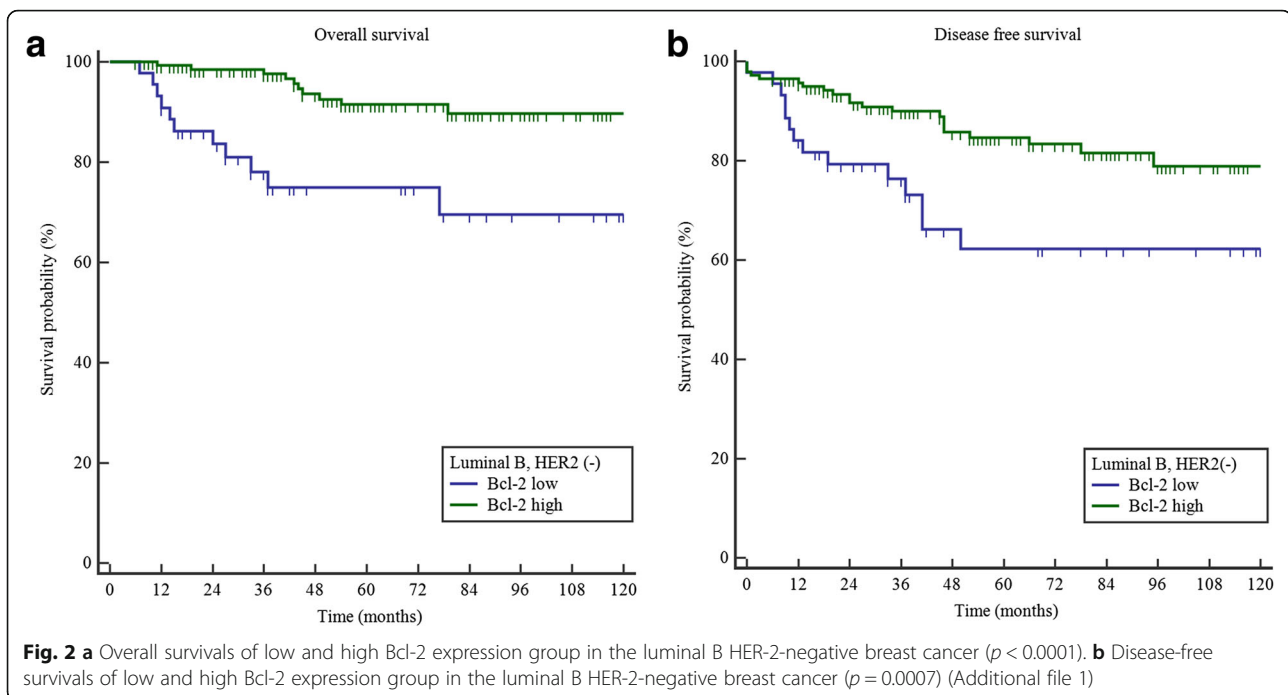 a
Overall survival
100
80
60
40
20
0
Survival probability (%)
0 12 24 36 48 60 72 84 96 108 120
Time (months)
Luminal B, HER2 (-)
Bcl-2 low
Bcl-2 high
b
Disease free survival
100
80
60
40
20
0
Survival probability (%)
0 12 24 36 48 60 72 84 96 108 120
Time (months)
Luminal B, HER2(-)
Bcl-2 low
Bcl-2 high
Fig. 2 a Overall survivals of low and high Bcl-2 expression group in the luminal B HER-2-negative breast cancer (p < 0.0001). b Disease-free
survivals of low and high Bcl-2 expression group in the luminal B HER-2-negative breast cancer (p = 0.0007) (Additional file 1)